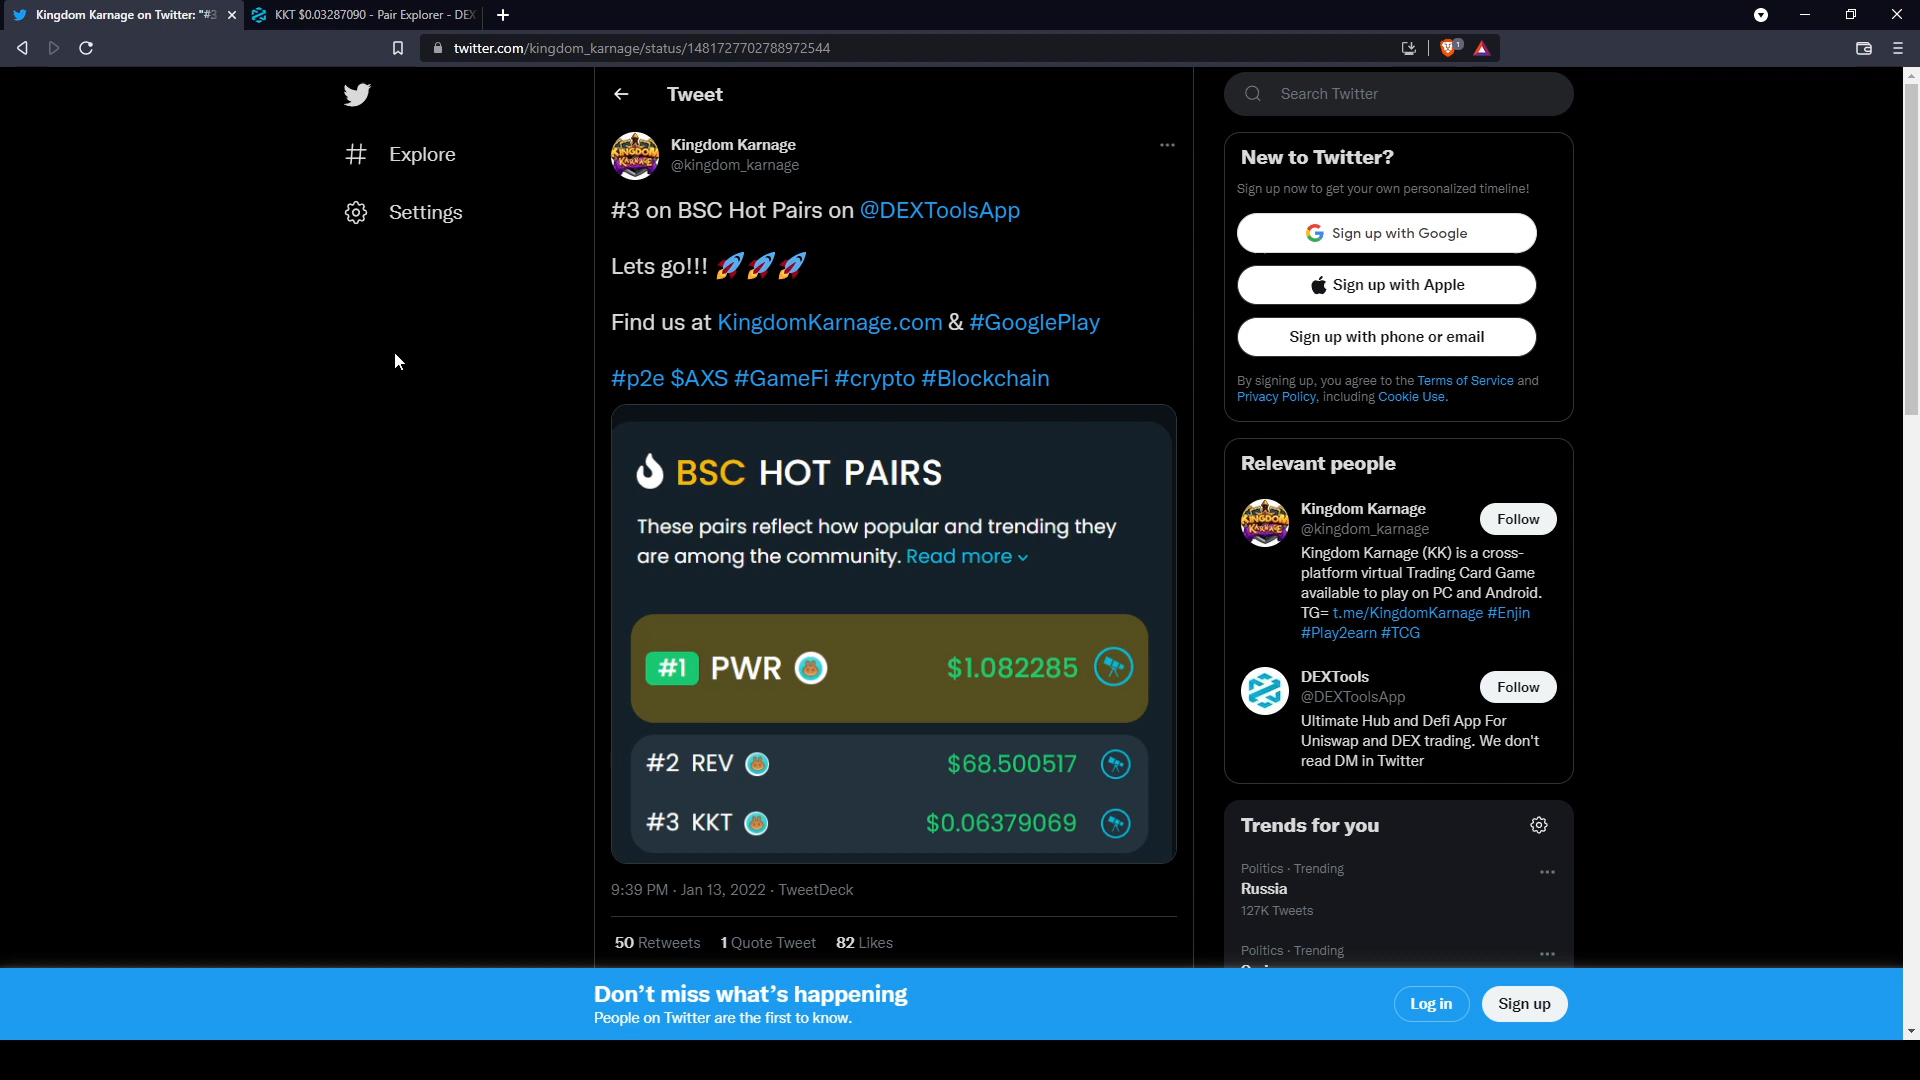 Kingdom Karnage on Twitter: "#3
KKT $0.03287090 - Pair Explorer - DEX
twitter.com/kingdom_karnage/status/1481727702788972544
1
Explore
Settings
Tweet
Kingdom Karnage
@kingdom_karnage
#3 on BSC Hot Pairs on @DEXToolsApp
Lets go!!! 🚀🚀🚀
Find us at KingdomKarnage.com & #GooglePlay
#p2e $AXS #GameFi #crypto #Blockchain
BSC HOT PAIRS
These pairs reflect how popular and trending they
are among the community. Read more
#1 PWR $1.082285
#2 REV $68.500517
#3 KKT $0.06379069
9:39 PM · Jan 13, 2022 · TweetDeck
50 Retweets 1 Quote Tweet 82 Likes
Search Twitter
New to Twitter?
Sign up now to get your own personalized timeline!
Sign up with Google
Sign up with Apple
Sign up with phone or email
By signing up, you agree to the Terms of Service and
Privacy Policy, including Cookie Use.
Relevant people
Kingdom Karnage
@kingdom_karnage
Follow
Kingdom Karnage (KK) is a cross-
platform virtual Trading Card Game
available to play on PC and Android.
TG= t.me/KingdomKarnage #Enjin
#Play2earn #TCG
DEXTools
@DEXToolsApp
Follow
Ultimate Hub and Defi App For
Uniswap and DEX trading. We don't
read DM in Twitter
Trends for you
Politics · Trending
Russia
127K Tweets
Politics · Trending
Don't miss what's happening
People on Twitter are the first to know.
Log in
Sign up